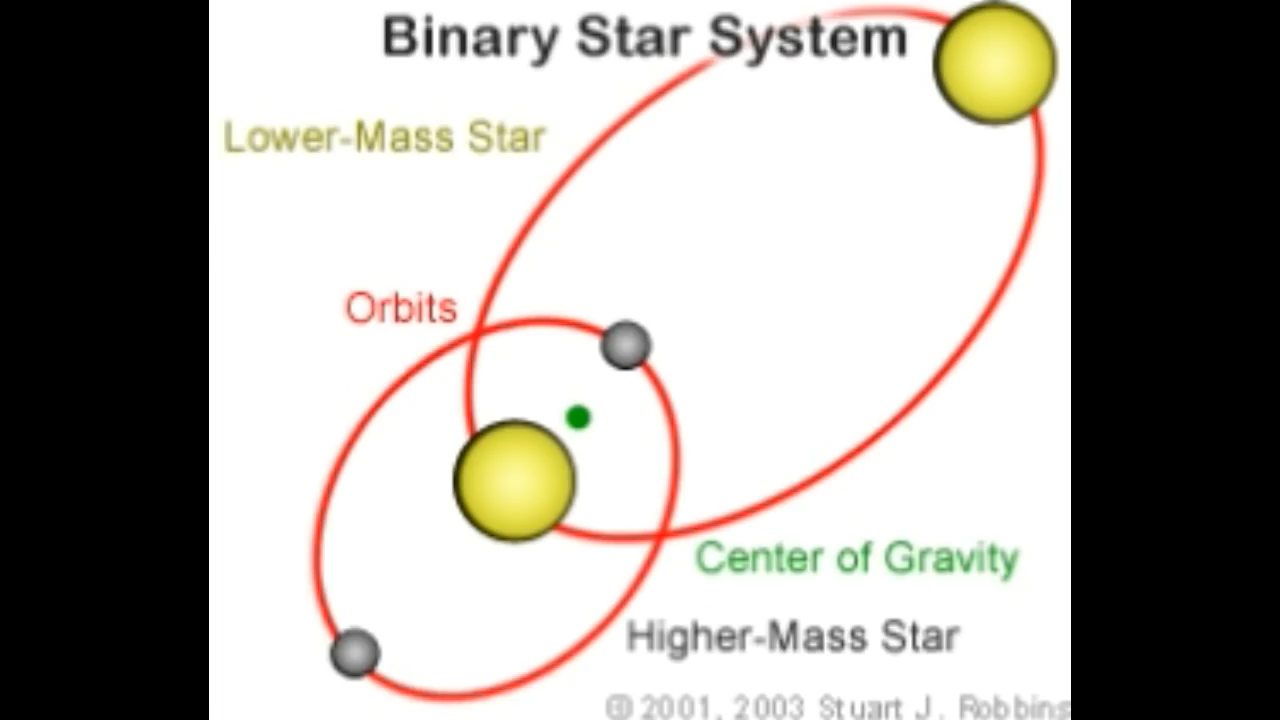 Binary Star System
Lower-Mass Star
Orbits
Center of Gravity
Higher-Mass Star
© 2001, 2003 Stuart J. Robbins